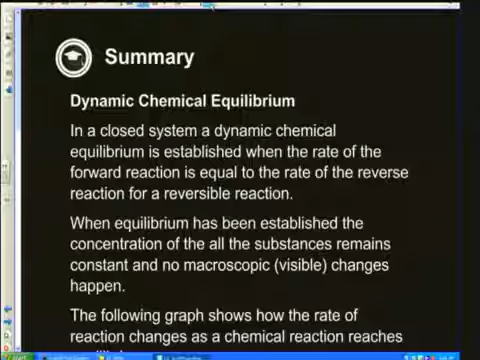 Summary
Dynamic Chemical Equilibrium
In a closed system a dynamic chemical
equilibrium is established when the rate of the
forward reaction is equal to the rate of the reverse
reaction for a reversible reaction.
When equilibrium has been established the
concentration of the all the substances remains
constant and no macroscopic (visible) changes
happen.
The following graph shows how the rate of
reaction changes as a chemical reaction reaches